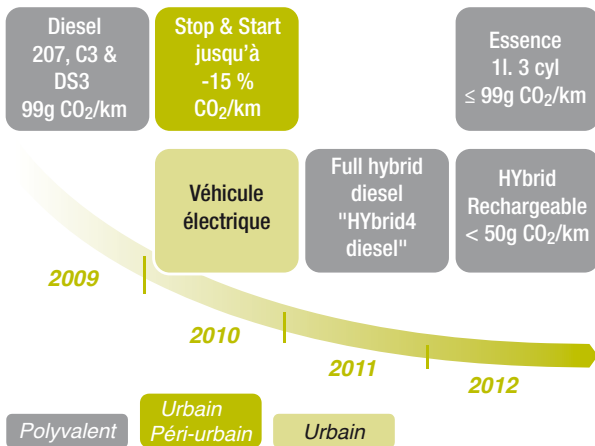 Diesel
207, C3 &
DS3
99g CO₂/km
Stop & Start
jusqu'à
-15 %
CO₂/km
Essence
1l. 3 cyl
≤ 99g CO₂/km
Véhicule
électrique
Full hybrid
diesel
"HYbrid4
diesel"
HYbrid
Rechargeable
< 50g CO₂/km
2009
2010
2011
2012
Polyvalent
Urbain
Péri-urbain
Urbain